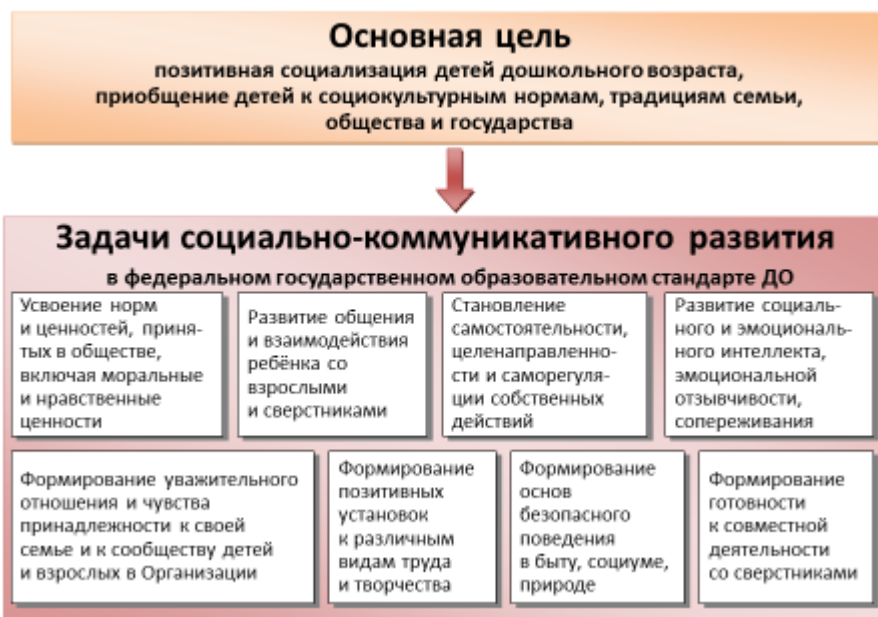 Основная цель
позитивная социализация детей дошкольного возраста,
приобщение детей к социокультурным нормам, традициям семьи,
общества и государства
Задачи социально-коммуникативного развития
в федеральном государственном образовательном стандарте ДО
Усвоение норм
и ценностей, приня-
тых в обществе,
включая моральные
и нравственные
ценности
Развитие общения
и взаимодействия
ребёнка со
взрослыми
и сверстниками
Становление
самостоятельности,
целенаправленно-
сти и саморегуля-
ции собственных
действий
Развитие социаль-
ного и эмоциональ-
ного интеллекта,
эмоциональной
отзывчивости,
сопереживания
Формирование уважительного
отношения и чувства
принадлежности к своей
семье и к сообществу детей
и взрослых в Организации
Формирование
позитивных
установок
к различным
видам труда
и творчества
Формирование
основ
безопасного
поведения
в быту, социуме,
природе
Формирование
готовности
к совместной
деятельности
со сверстниками